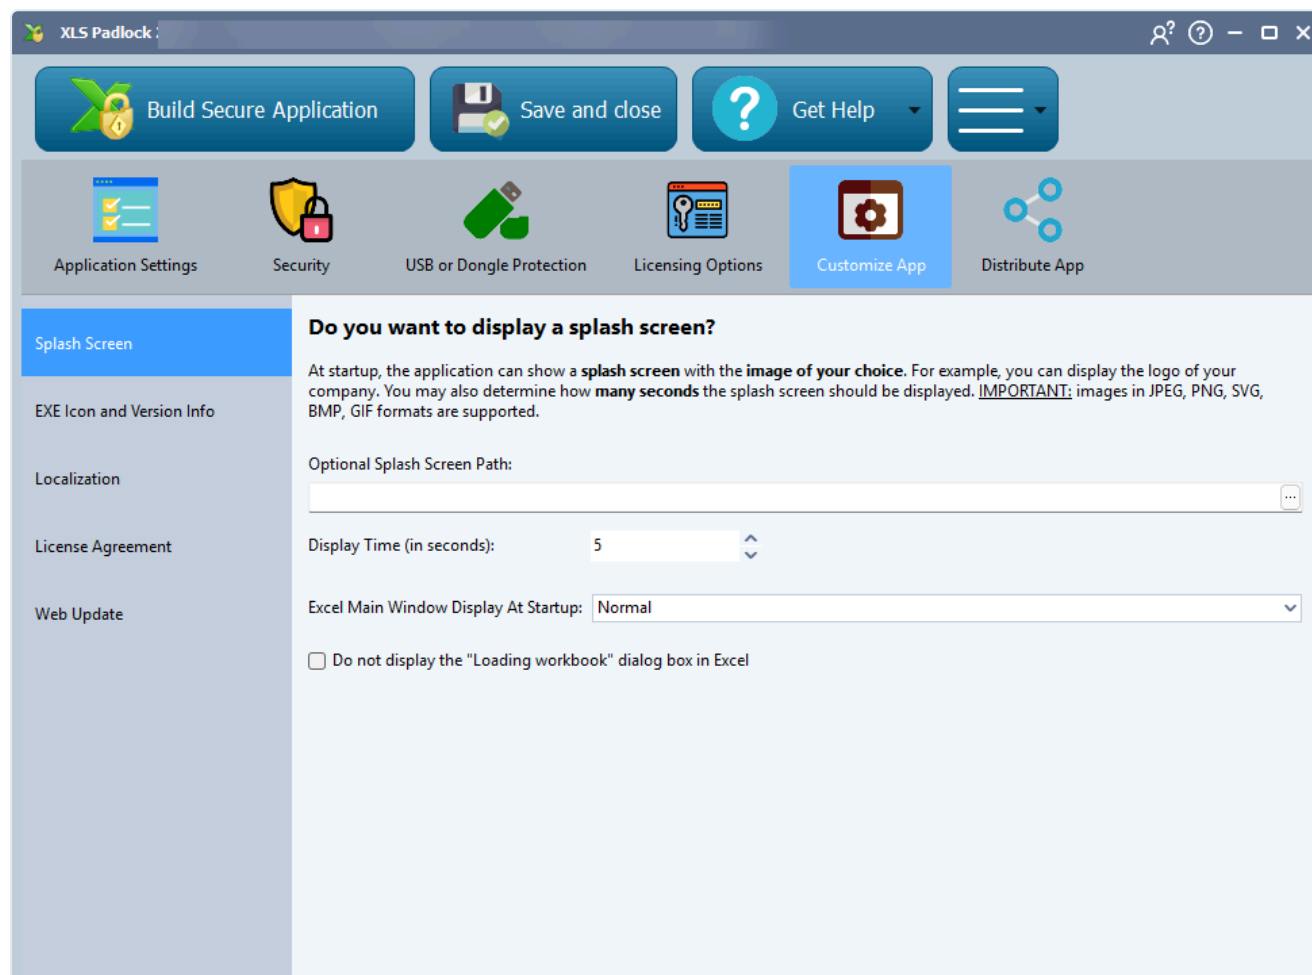 XLS Padlock
Build Secure Application
Save and close
Get Help
Application Settings
Security
USB or Dongle Protection
Licensing Options
Customize App
Distribute App
Splash Screen
EXE Icon and Version Info
Localization
License Agreement
Web Update
Do you want to display a splash screen?
At startup, the application can show a splash screen with the image of your choice. For example, you can display the logo of your
company. You may also determine how many seconds the splash screen should be displayed. IMPORTANT: images in JPEG, PNG, SVG,
BMP, GIF formats are supported.
Optional Splash Screen Path:
...
Display Time (in seconds): 5
Excel Main Window Display At Startup: Normal
Do not display the "Loading workbook" dialog box in Excel